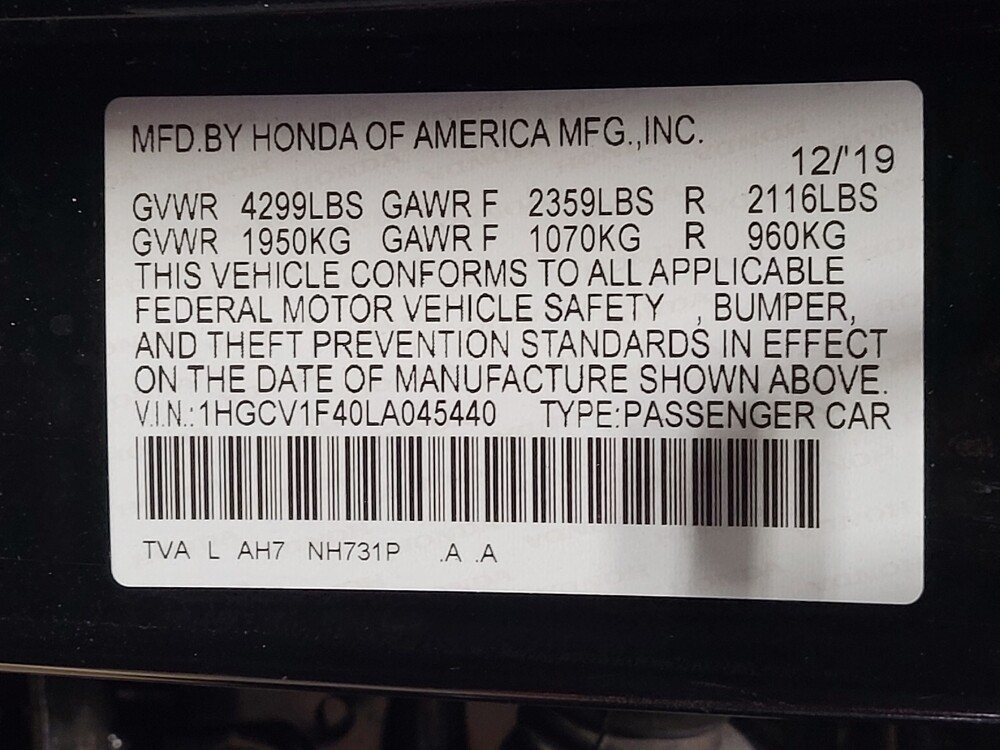 MFD.BY HONDA OF AMERICA MFG.,INC.
12/'19
GVWR 4299LBS GAWR F 2359LBS R 2116LBS
GVWR 1950KG GAWR F 1070KG R 960KG
THIS VEHICLE CONFORMS TO ALL APPLICABLE
FEDERAL MOTOR VEHICLE SAFETY , BUMPER,
AND THEFT PREVENTION STANDARDS IN EFFECT
ON THE DATE OF MANUFACTURE SHOWN ABOVE.
V.I.N.: 1HGCV1F40LA045440 TYPE:PASSENGER CAR
TVA L AH7 NH731P .A .A